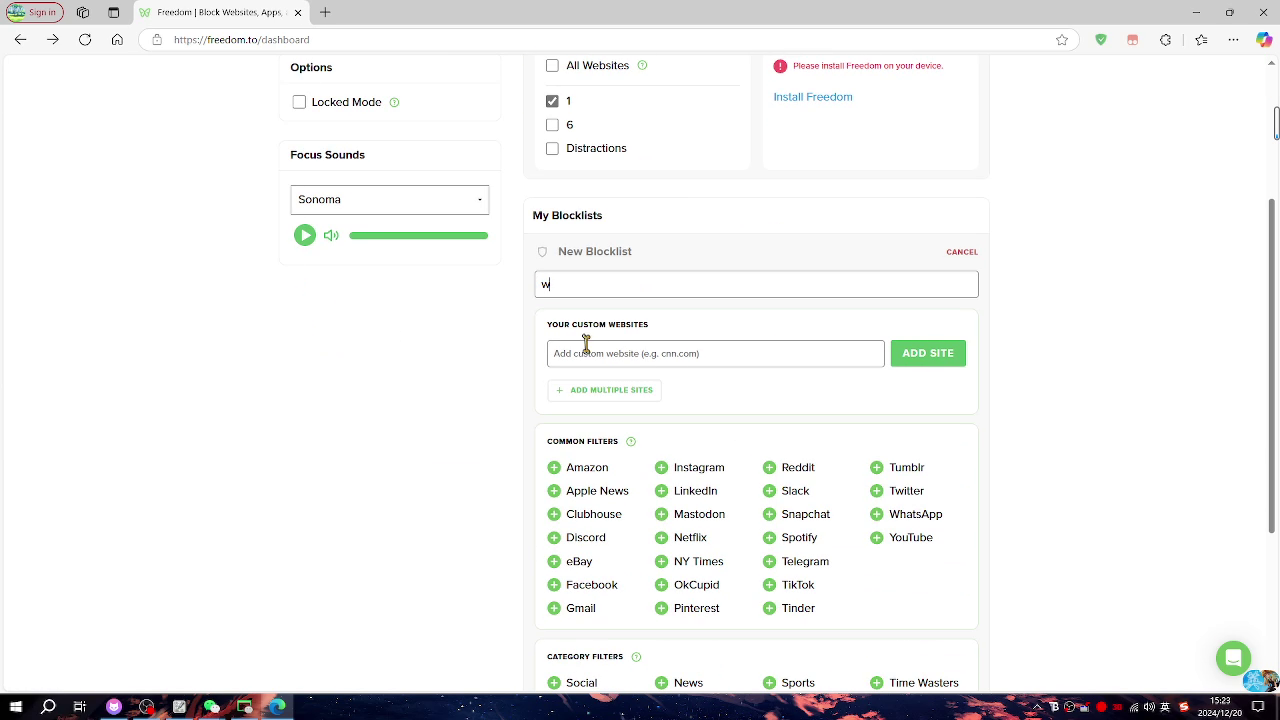 Sign in
Freedom | Block Websites, Apps,
https://freedom.to/dashboard
Options
Locked Mode
Focus Sounds
Sonoma
All Websites
1
6
Distractions
Please install Freedom on your device.
Install Freedom
My Blocklists
New Blocklist
CANCEL
w
YOUR CUSTOM WEBSITES
Add custom website (e.g. cnn.com)
ADD SITE
+ ADD MULTIPLE SITES
COMMON FILTERS
Amazon Instagram Reddit Tumblr
Apple News LinkedIn Slack Twitter
Clubhouse Mastodon Snapchat WhatsApp
Discord Netflix Spotify YouTube
eBay NY Times Telegram
Facebook OkCupid TikTok
Gmail Pinterest Tinder
CATEGORY FILTERS
Social News Sports Time Wasters
15:23
2024/12/20